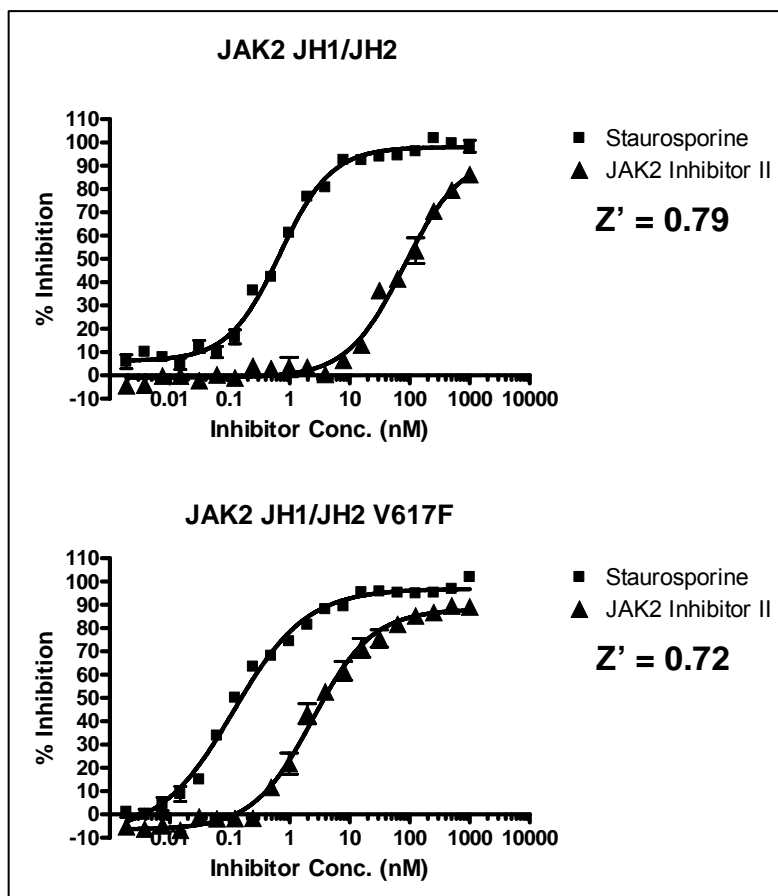 JAK2 JH1/JH2
110
100
90
80
70
60
50
40
30
20
10
0
-10
% Inhibition
0.01 0.1 1 10 100 1000 10000
Inhibitor Conc. (nM)
Staurosporine
JAK2 Inhibitor II
Z' = 0.79
JAK2 JH1/JH2 V617F
110
100
90
80
70
60
50
40
30
20
10
0
-10
% Inhibition
0.01 0.1 1 10 100 1000 10000
Inhibitor Conc. (nM)
Staurosporine
JAK2 Inhibitor II
Z' = 0.72